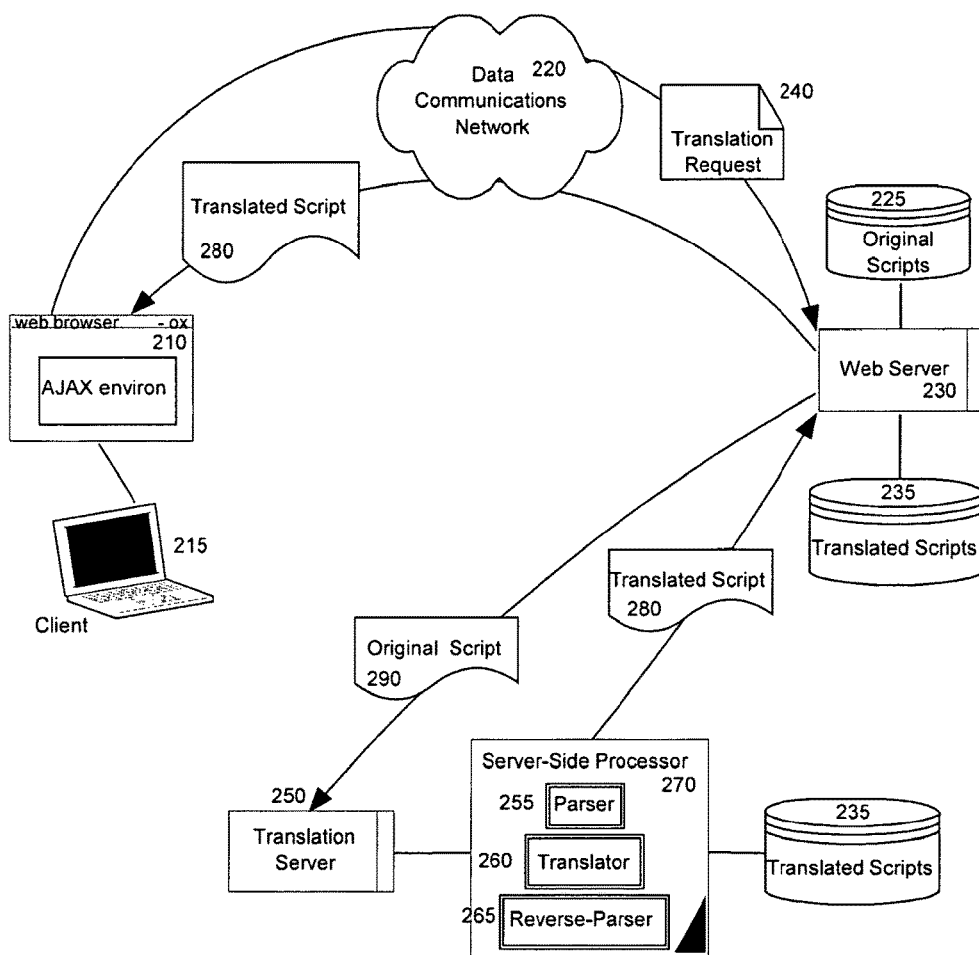 Data 220
Communications
Network
240
Translation
Request
Translated Script
280
225
Original
Scripts
web browser - ox
210
AJAX environ
Web Server
230
235
Translated Scripts
215
Client
Translated Script
280
Original Script
290
Server-Side Processor
270
250
Translation
Server
255
Parser
260
Translator
265
Reverse-Parser
235
Translated Scripts